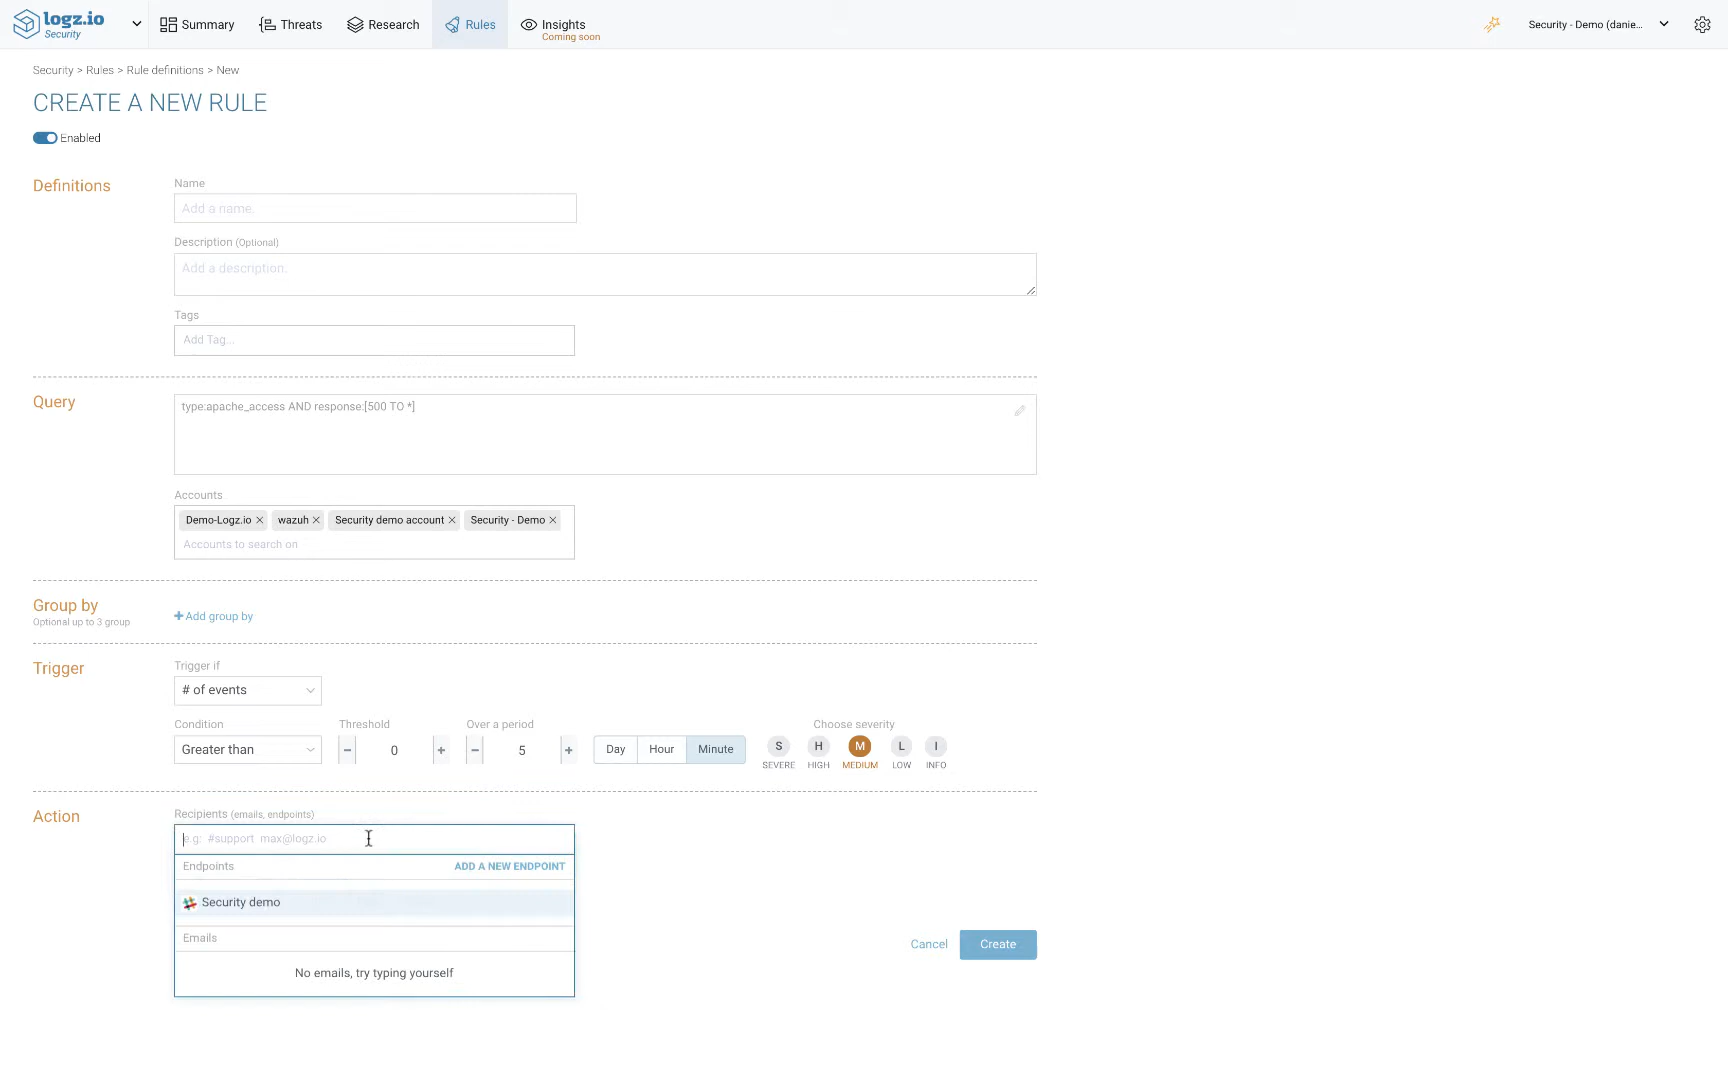 logz.io
Security
Summary
Threats
Research
Rules
Insights
Coming soon
Security - Demo (danie...
Security > Rules > Rule definitions > New
CREATE A NEW RULE
Enabled
Definitions
Name
Add a name.
Description (Optional)
Add a description.
Tags
Add Tag...
Query
type:apache_access AND response:[500 TO *]
Accounts
Demo-Logz.io × wazuh × Security demo account × Security - Demo ×
Accounts to search on
Group by
Optional up to 3 group
+ Add group by
Trigger
Trigger if
# of events
Condition
Threshold
Over a period
Choose severity
Greater than
− 0 +
− 5 +
Day Hour Minute
S H M L I
SEVERE HIGH MEDIUM LOW INFO
Action
Recipients (emails, endpoints)
e.g: #support max@logz.io
Endpoints
ADD A NEW ENDPOINT
Security demo
Emails
No emails, try typing yourself
Cancel
Create